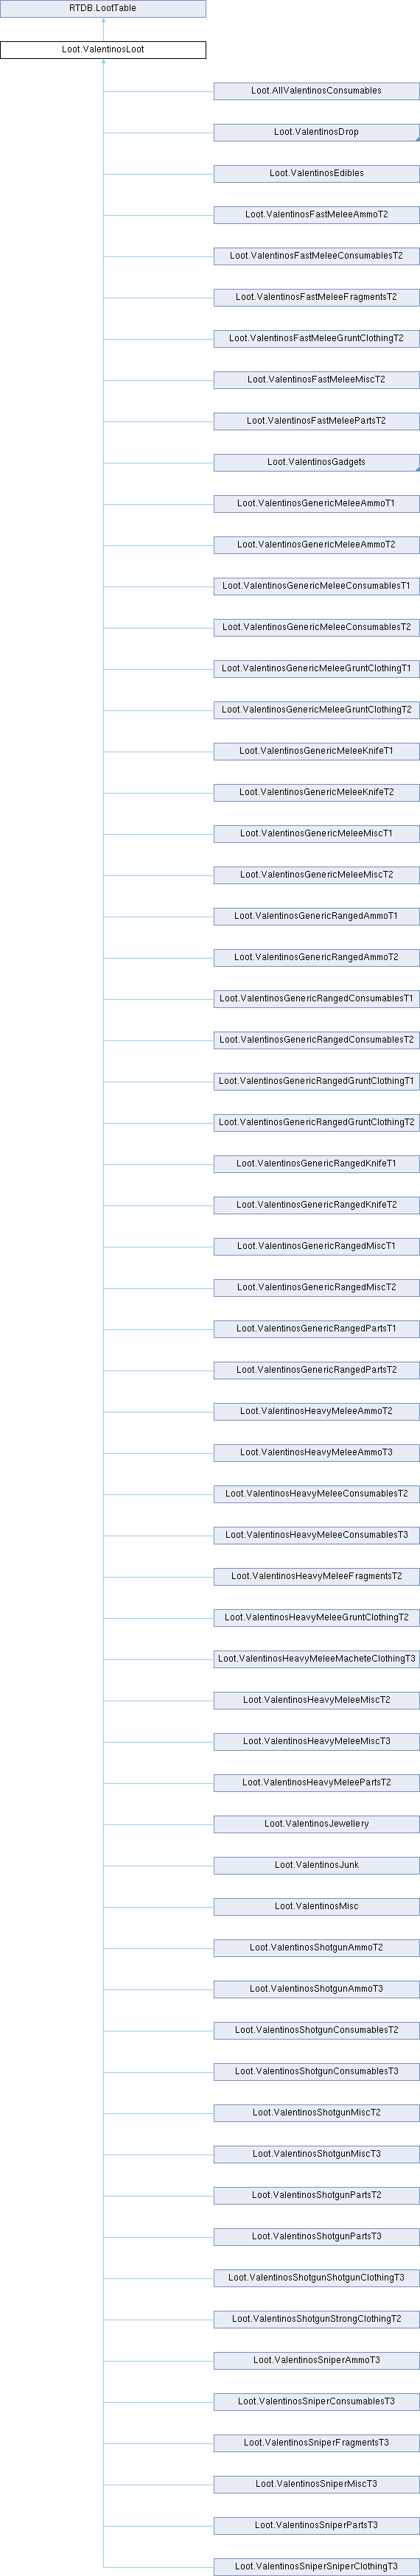 RTDB.LootTable
Loot.ValentinosLoot
Loot.AllValentinosConsumables
Loot.ValentinosDrop
Loot.ValentinosEdibles
Loot.ValentinosFastMeleeAmmoT2
Loot.ValentinosFastMeleeConsumablesT2
Loot.ValentinosFastMeleeFragmentsT2
Loot.ValentinosFastMeleeGruntClothingT2
Loot.ValentinosFastMeleeMiscT2
Loot.ValentinosFastMeleePartsT2
Loot.ValentinosGadgets
Loot.ValentinosGenericMeleeAmmoT1
Loot.ValentinosGenericMeleeAmmoT2
Loot.ValentinosGenericMeleeConsumablesT1
Loot.ValentinosGenericMeleeConsumablesT2
Loot.ValentinosGenericMeleeGruntClothingT1
Loot.ValentinosGenericMeleeGruntClothingT2
Loot.ValentinosGenericMeleeKnifeT1
Loot.ValentinosGenericMeleeKnifeT2
Loot.ValentinosGenericMeleeMiscT1
Loot.ValentinosGenericMeleeMiscT2
Loot.ValentinosGenericRangedAmmoT1
Loot.ValentinosGenericRangedAmmoT2
Loot.ValentinosGenericRangedConsumablesT1
Loot.ValentinosGenericRangedConsumablesT2
Loot.ValentinosGenericRangedGruntClothingT1
Loot.ValentinosGenericRangedGruntClothingT2
Loot.ValentinosGenericRangedKnifeT1
Loot.ValentinosGenericRangedKnifeT2
Loot.ValentinosGenericRangedMiscT1
Loot.ValentinosGenericRangedMiscT2
Loot.ValentinosGenericRangedPartsT1
Loot.ValentinosGenericRangedPartsT2
Loot.ValentinosHeavyMeleeAmmoT2
Loot.ValentinosHeavyMeleeAmmoT3
Loot.ValentinosHeavyMeleeConsumablesT2
Loot.ValentinosHeavyMeleeConsumablesT3
Loot.ValentinosHeavyMeleeFragmentsT2
Loot.ValentinosHeavyMeleeGruntClothingT2
Loot.ValentinosHeavyMeleeMacheteClothingT3
Loot.ValentinosHeavyMeleeMiscT2
Loot.ValentinosHeavyMeleeMiscT3
Loot.ValentinosHeavyMeleePartsT2
Loot.ValentinosJewellery
Loot.ValentinosJunk
Loot.ValentinosMisc
Loot.ValentinosShotgunAmmoT2
Loot.ValentinosShotgunAmmoT3
Loot.ValentinosShotgunConsumablesT2
Loot.ValentinosShotgunConsumablesT3
Loot.ValentinosShotgunMiscT2
Loot.ValentinosShotgunMiscT3
Loot.ValentinosShotgunPartsT2
Loot.ValentinosShotgunPartsT3
Loot.ValentinosShotgunShotgunClothingT3
Loot.ValentinosShotgunStrongClothingT2
Loot.ValentinosSniperAmmoT3
Loot.ValentinosSniperConsumablesT3
Loot.ValentinosSniperFragmentsT3
Loot.ValentinosSniperMiscT3
Loot.ValentinosSniperPartsT3
Loot.ValentinosSniperSniperClothingT3